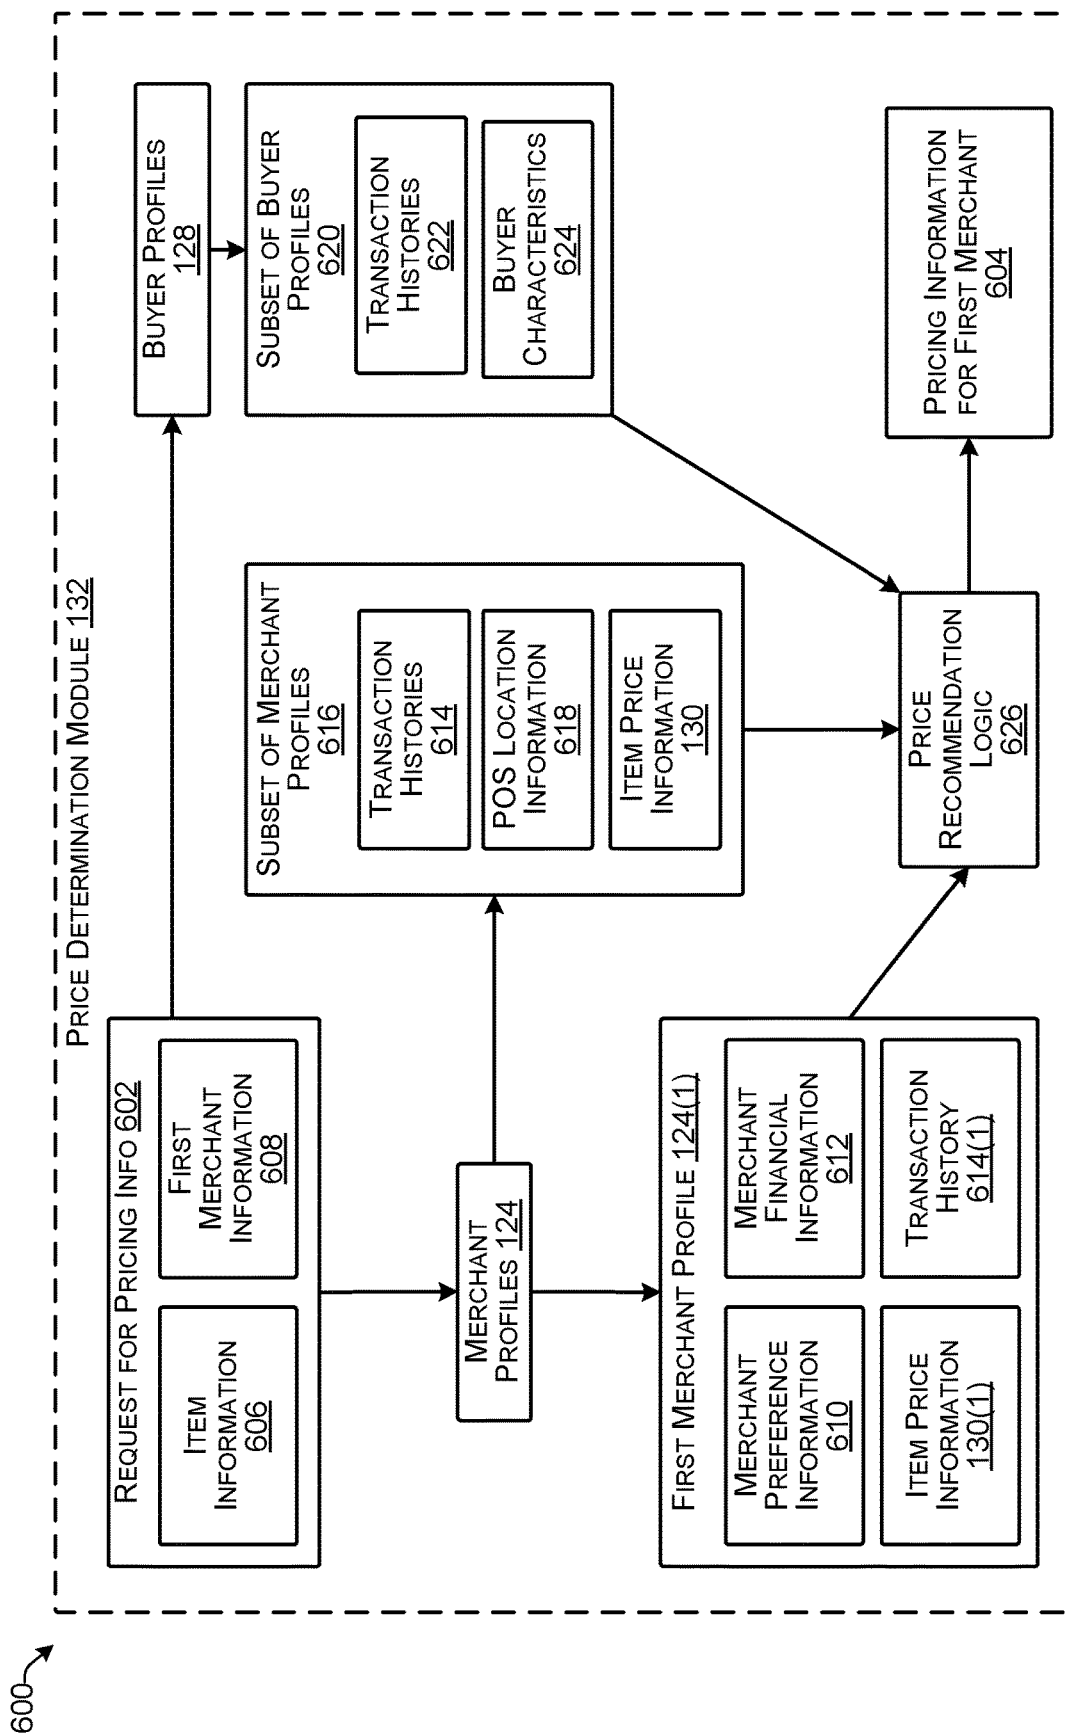 600
PRICE DETERMINATION MODULE 132
REQUEST FOR PRICING INFO 602
ITEM
INFORMATION
606
FIRST
MERCHANT
INFORMATION
608
BUYER PROFILES
128
SUBSET OF BUYER
PROFILES
620
TRANSACTION
HISTORIES
622
BUYER
CHARACTERISTICS
624
SUBSET OF MERCHANT
PROFILES
616
TRANSACTION
HISTORIES
614
POS LOCATION
INFORMATION
618
ITEM PRICE
INFORMATION
130
MERCHANT
PROFILES 124
FIRST MERCHANT PROFILE 124(1)
MERCHANT
PREFERENCE
INFORMATION
610
MERCHANT
FINANCIAL
INFORMATION
612
ITEM PRICE
INFORMATION
130(1)
TRANSACTION
HISTORY
614(1)
PRICE
RECOMMENDATION
LOGIC
626
PRICING INFORMATION
FOR FIRST MERCHANT
604